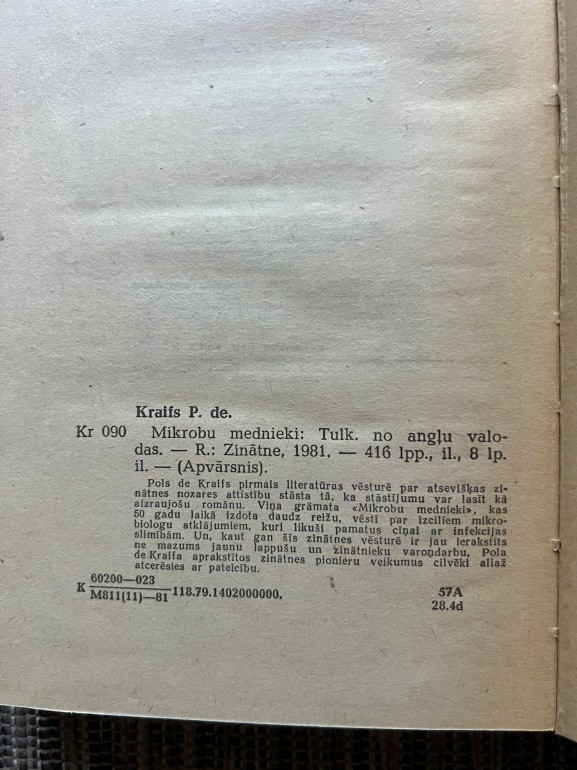 Kraifs P. de.
Kr 090 Mikrobu mednieki: Tulk. no angļu valo-
das. — R.: Zinātne, 1981. — 416 lpp., il., 8 lp.
il. — (Apvārsnis).
Pols de Kraifs pirmais literatūras vēsturē par atsevišķas zi-
nātnes nozares attīstību stāsta tā, ka stāstījumu var lasīt kā
aizraujošu romānu. Viņa grāmata «Mikrobu mednieki», kas
50 gadu laikā izdota daudz reižu, vēstī par izciliem mikro-
biologu atklājumiem, kuri likuši pamatus cīņai ar infekcijas
slimībām. Un, kaut gan šīs zinātnes vēsturē ir jau ierakstīts
ne mazums jaunu lappušu un zinātnieku varoņdarbu, Pola
de Kraifa aprakstītos zinātnes pionieru veikumus cilvēki allaž
atcerēsies ar pateicību.
60200—023
K M811(11)—81 118.79.1402000000. 57A
28.4d